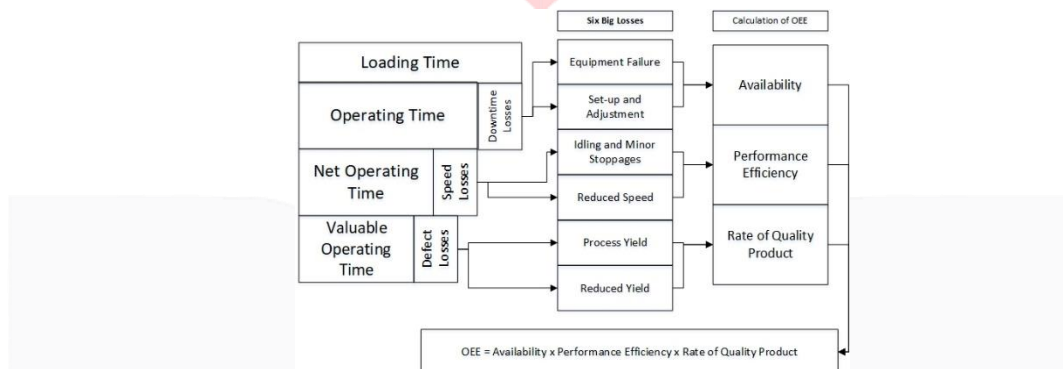 Six Big Losses
Calculation of OEE
Loading Time
Operating Time
Downtime
Losses
Net Operating
Time
Speed
Losses
Valuable
Operating
Time
Defect
Losses
Equipment Failure
Set-up and
Adjustment
Idling and Minor
Stoppages
Reduced Speed
Process Yield
Reduced Yield
Availability
Performance
Efficiency
Rate of Quality
Product
OEE = Availability x Performance Efficiency x Rate of Quality Product